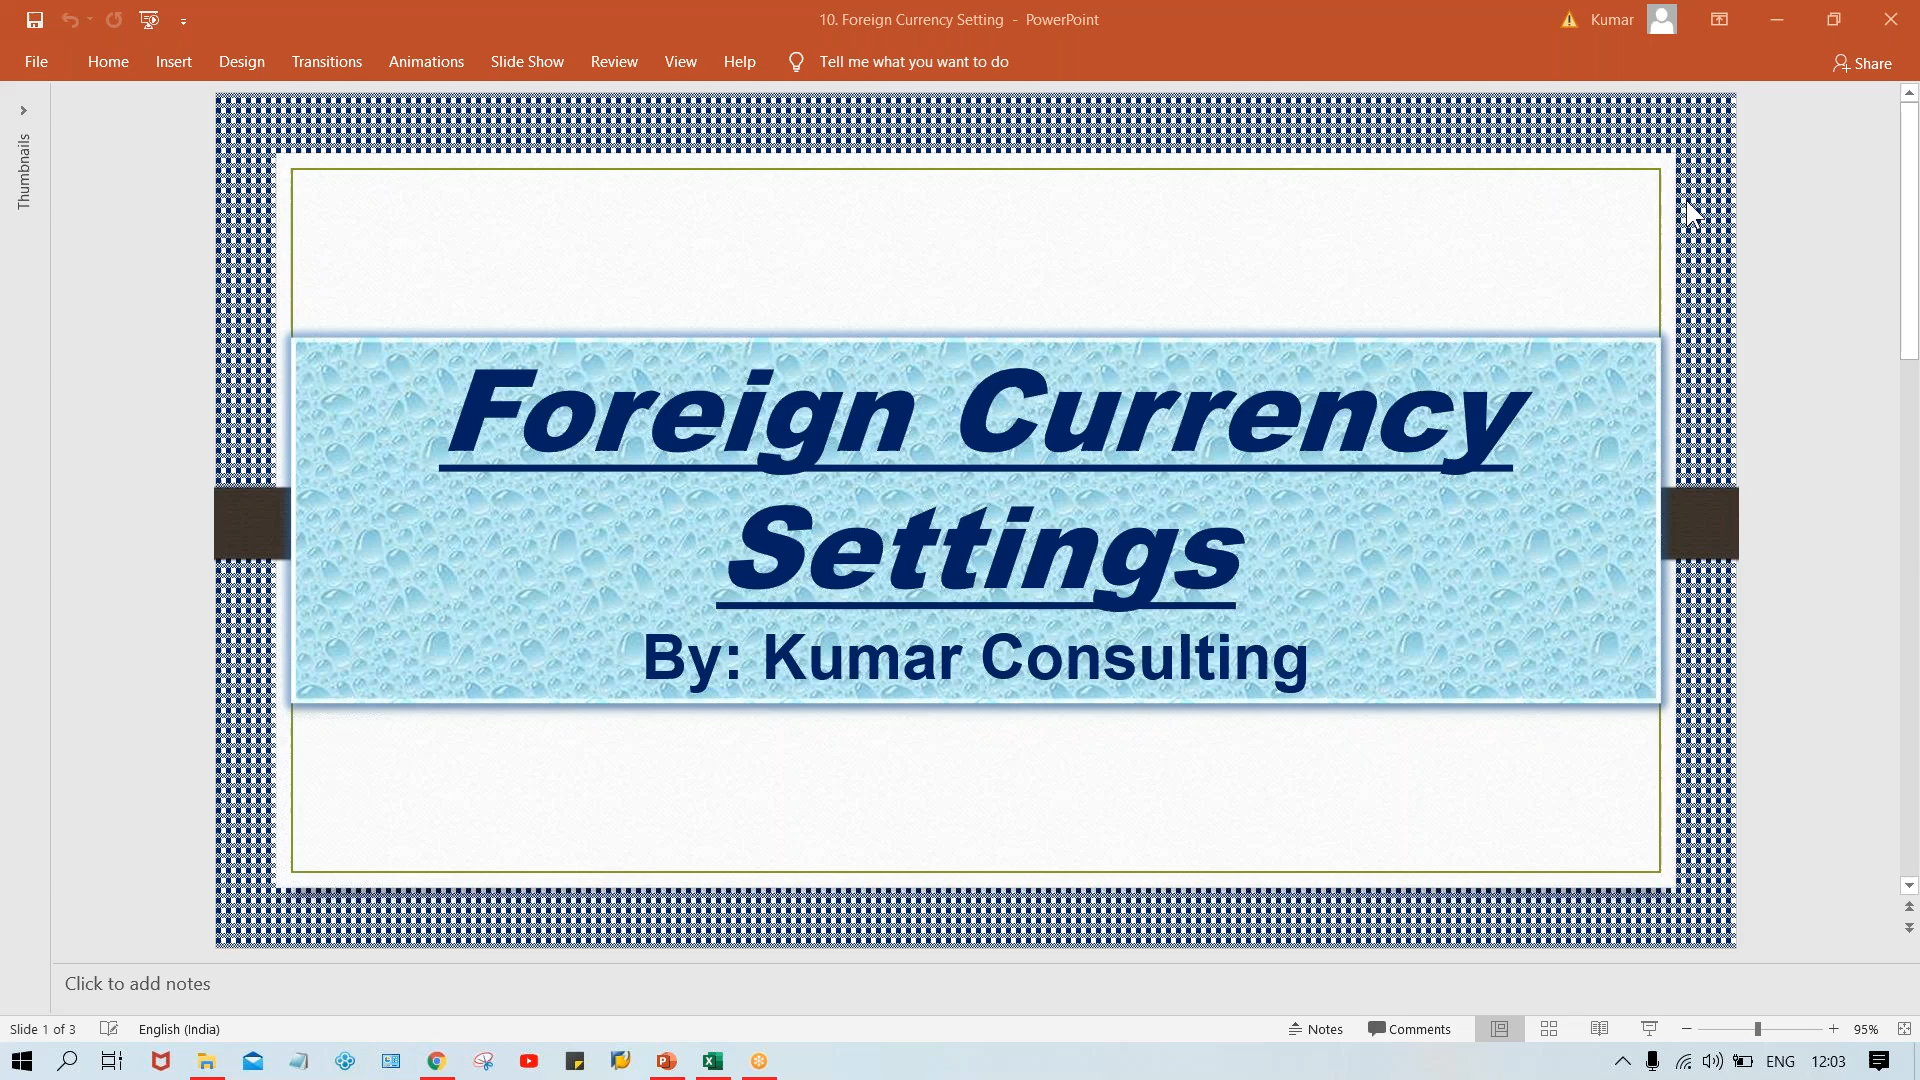 10. Foreign Currency Setting - PowerPoint
Kumar
File Home Insert Design Transitions Animations Slide Show Review View Help Tell me what you want to do
Share
Thumbnails
Foreign Currency
Settings
By: Kumar Consulting
Click to add notes
Slide 1 of 3 English (India) Notes Comments 95%
ENG 12:03